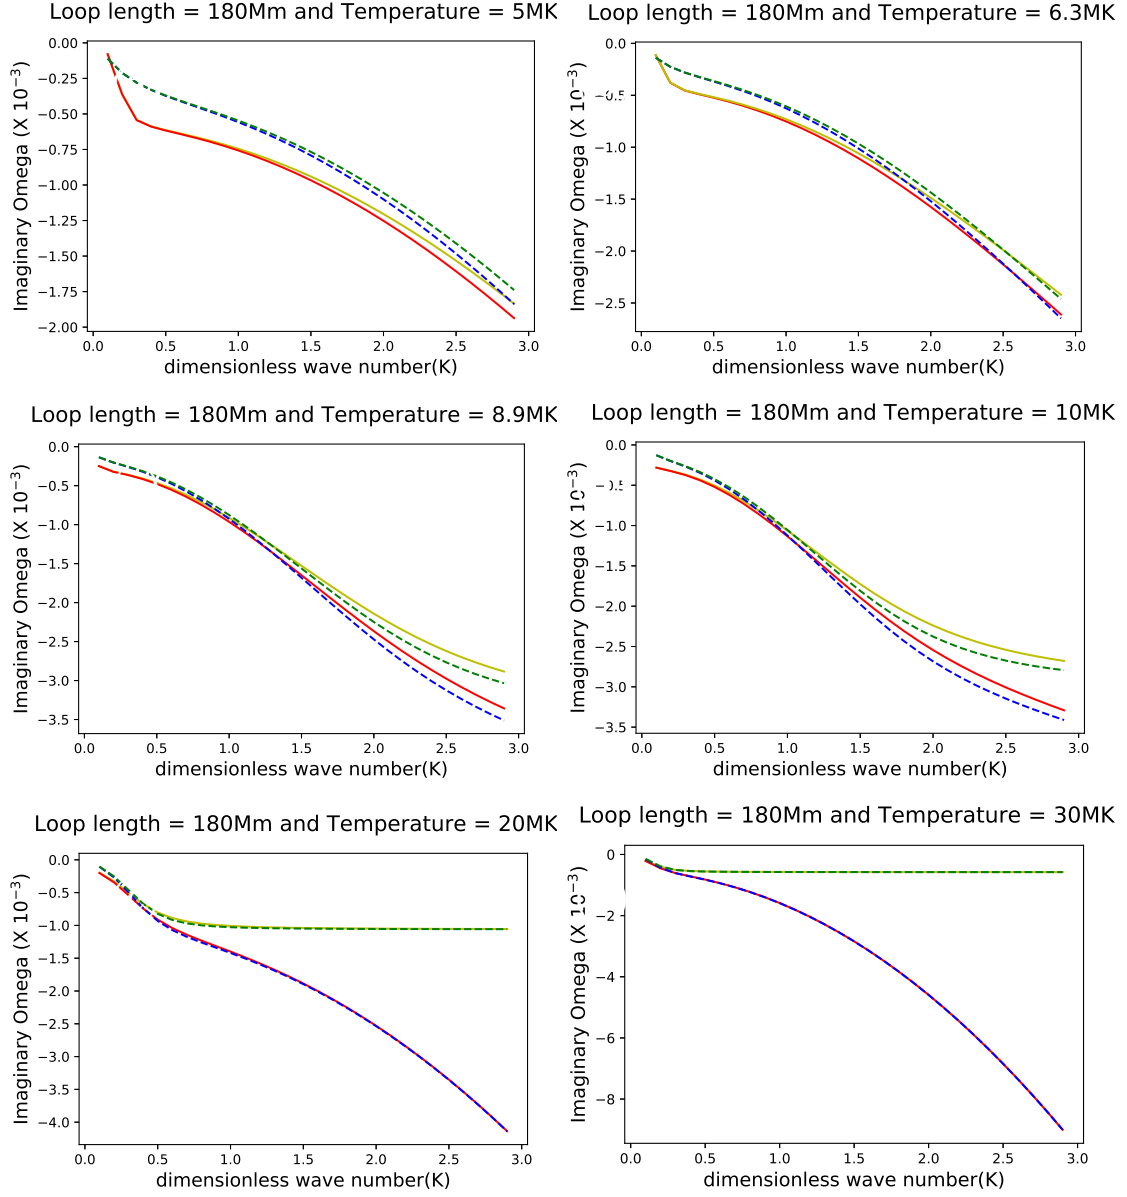 Loop length = 180Mm and Temperature = 5MK
0.00
−0.25
−0.50
−0.75
−1.00
−1.25
−1.50
−1.75
−2.00
Imaginary Omega (X 10⁻³)
0.0 0.5 1.0 1.5 2.0 2.5 3.0
dimensionless wave number(K)
Loop length = 180Mm and Temperature = 6.3MK
0.0
−0.5
−1.0
−1.5
−2.0
−2.5
Imaginary Omega (X 10⁻³)
0.0 0.5 1.0 1.5 2.0 2.5 3.0
dimensionless wave number(K)
Loop length = 180Mm and Temperature = 8.9MK
0.0
−0.5
−1.0
−1.5
−2.0
−2.5
−3.0
−3.5
Imaginary Omega (X 10⁻³)
0.0 0.5 1.0 1.5 2.0 2.5 3.0
dimensionless wave number(K)
Loop length = 180Mm and Temperature = 10MK
0.0
−0.5
−1.0
−1.5
−2.0
−2.5
−3.0
−3.5
Imaginary Omega (X 10⁻³)
0.0 0.5 1.0 1.5 2.0 2.5 3.0
dimensionless wave number(K)
Loop length = 180Mm and Temperature = 20MK
0.0
−0.5
−1.0
−1.5
−2.0
−2.5
−3.0
−3.5
−4.0
Imaginary Omega (X 10⁻³)
0.0 0.5 1.0 1.5 2.0 2.5 3.0
dimensionless wave number(K)
Loop length = 180Mm and Temperature = 30MK
0
−2
−4
−6
−8
Imaginary Omega (X 10⁻³)
0.0 0.5 1.0 1.5 2.0 2.5 3.0
dimensionless wave number(K)